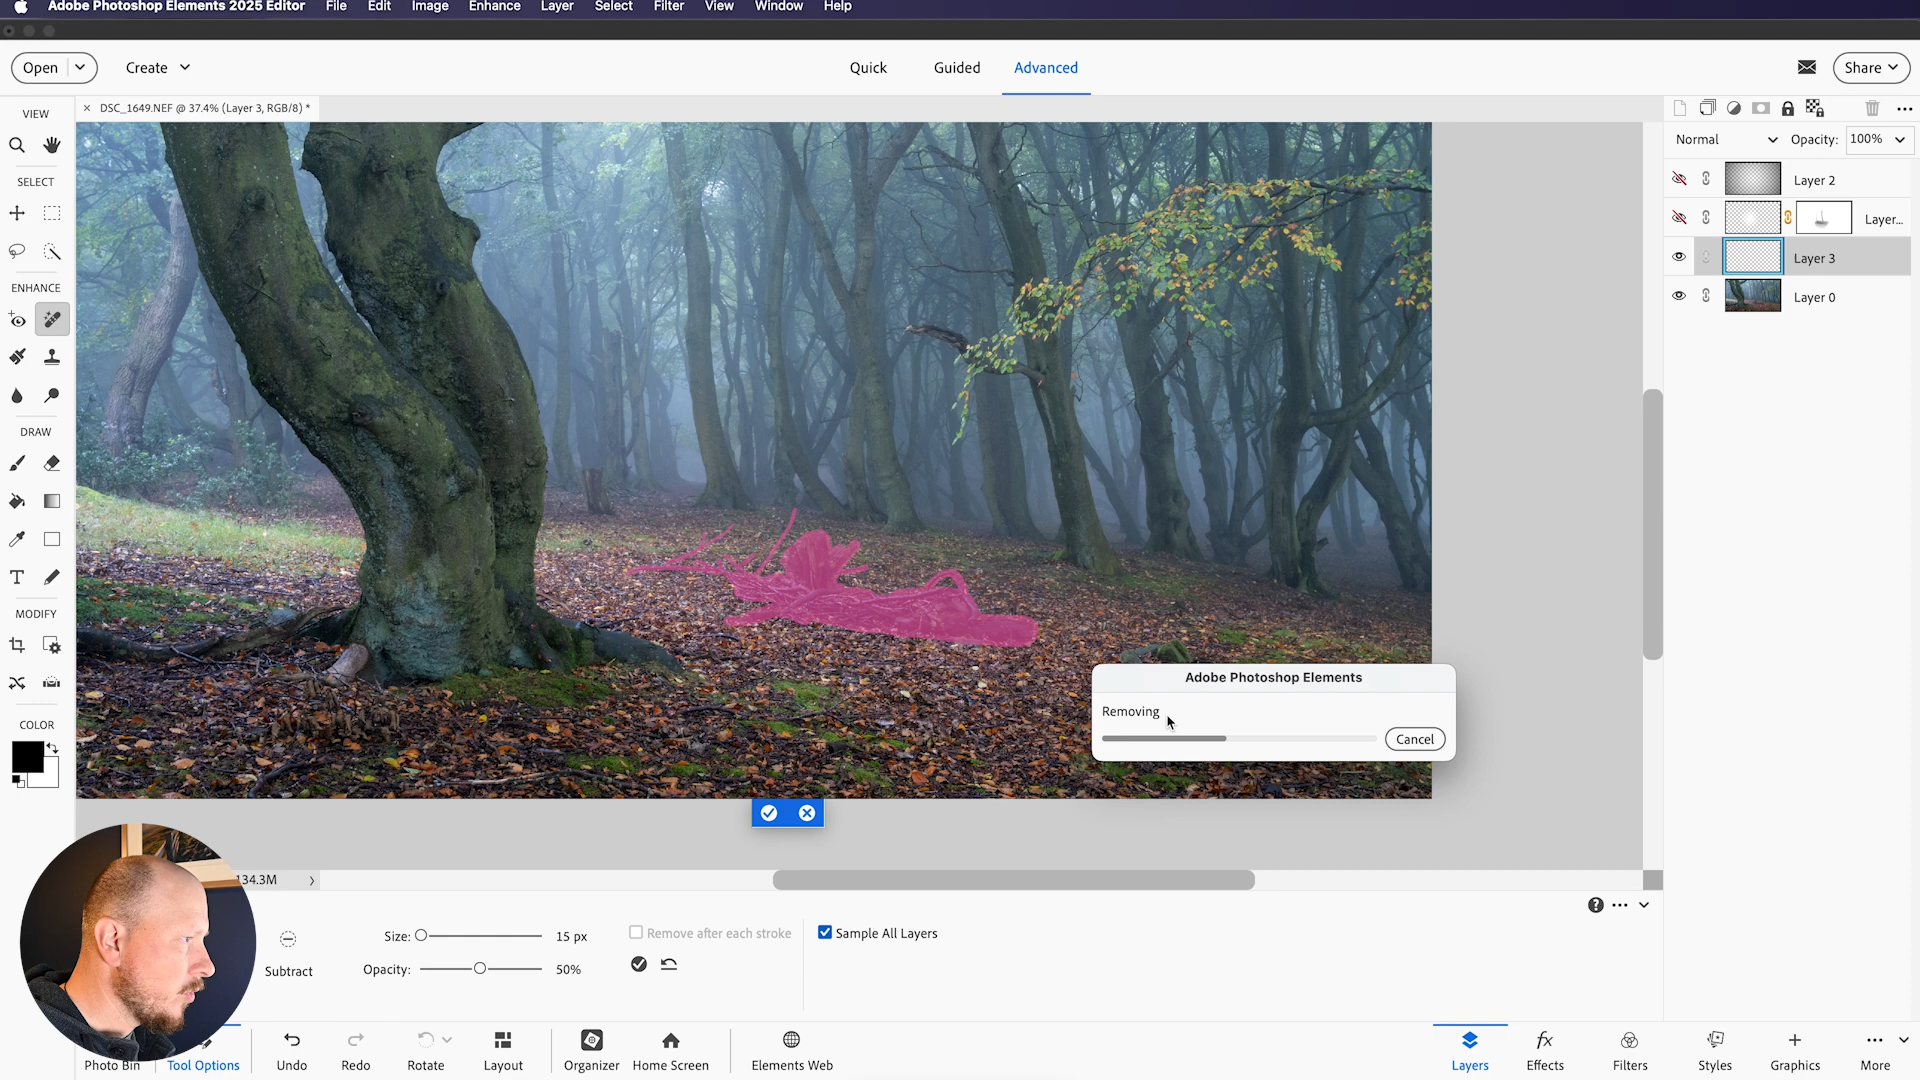 Adobe Photoshop Elements 2025 Editor File Edit Image Enhance Layer Select Filter View Window Help
Open Create Quick Guided Advanced Share
VIEW
× DSC_1649.NEF @ 37.4% (Layer 3, RGB/8) *
Normal Opacity: 100%
SELECT
Layer 2
Layer...
Layer 3
ENHANCE
Layer 0
DRAW
T
MODIFY
Adobe Photoshop Elements
Removing
Cancel
COLOR
134.3M
Size: 15 px
Remove after each stroke
Sample All Layers
Subtract
Opacity: 50%
Photo Bin Tool Options Undo Redo Rotate Layout Organizer Home Screen Elements Web
fx
Layers Effects Filters Styles Graphics More